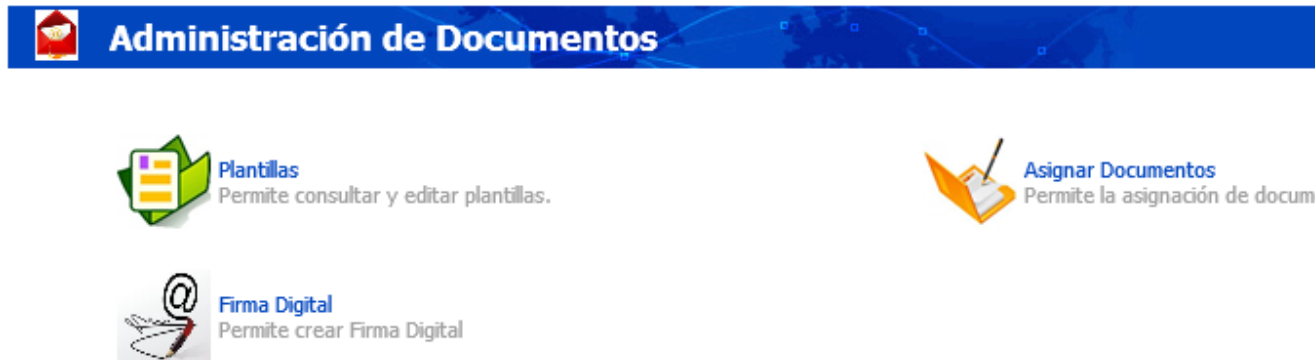 Administración de Documentos
Plantillas
Permite consultar y editar plantillas.
Asignar Documentos
Permite la asignación de docum
Firma Digital
Permite crear Firma Digital